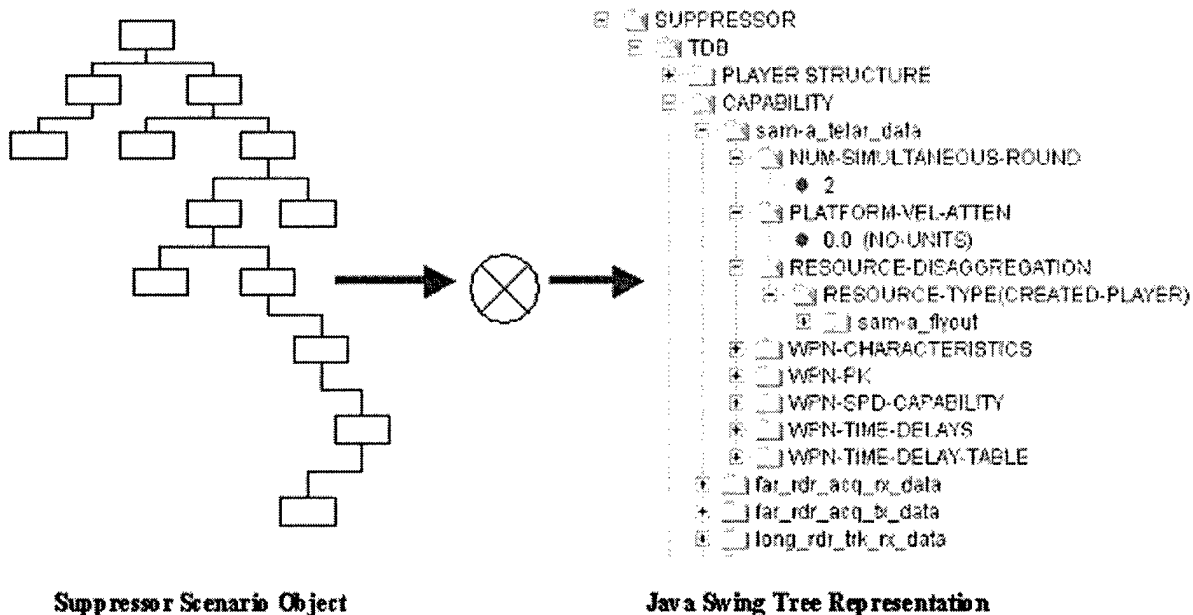 SUPPRESSOR
TDB
PLAYER STRUCTURE
CAPABILITY
sam-a_telar_data
NUM-SIMULTANEOUS-ROUND
2
PLATFORM-VEL-ATTEN
0.0 (NO-UNITS)
RESOURCE-DISAGGREGATION
RESOURCE-TYPE(CREATED-PLAYER)
sam-a_flyout
WPN-CHARACTERISTICS
WPN-PK
WPN-SPD-CAPABILITY
WPN-TIME-DELAYS
WPN-TIME-DELAY-TABLE
far_rdr_acq_rx_data
far_rdr_acq_tx_data
long_rdr_trk_rx_data
Suppressor Scenario Object
Java Swing Tree Representation